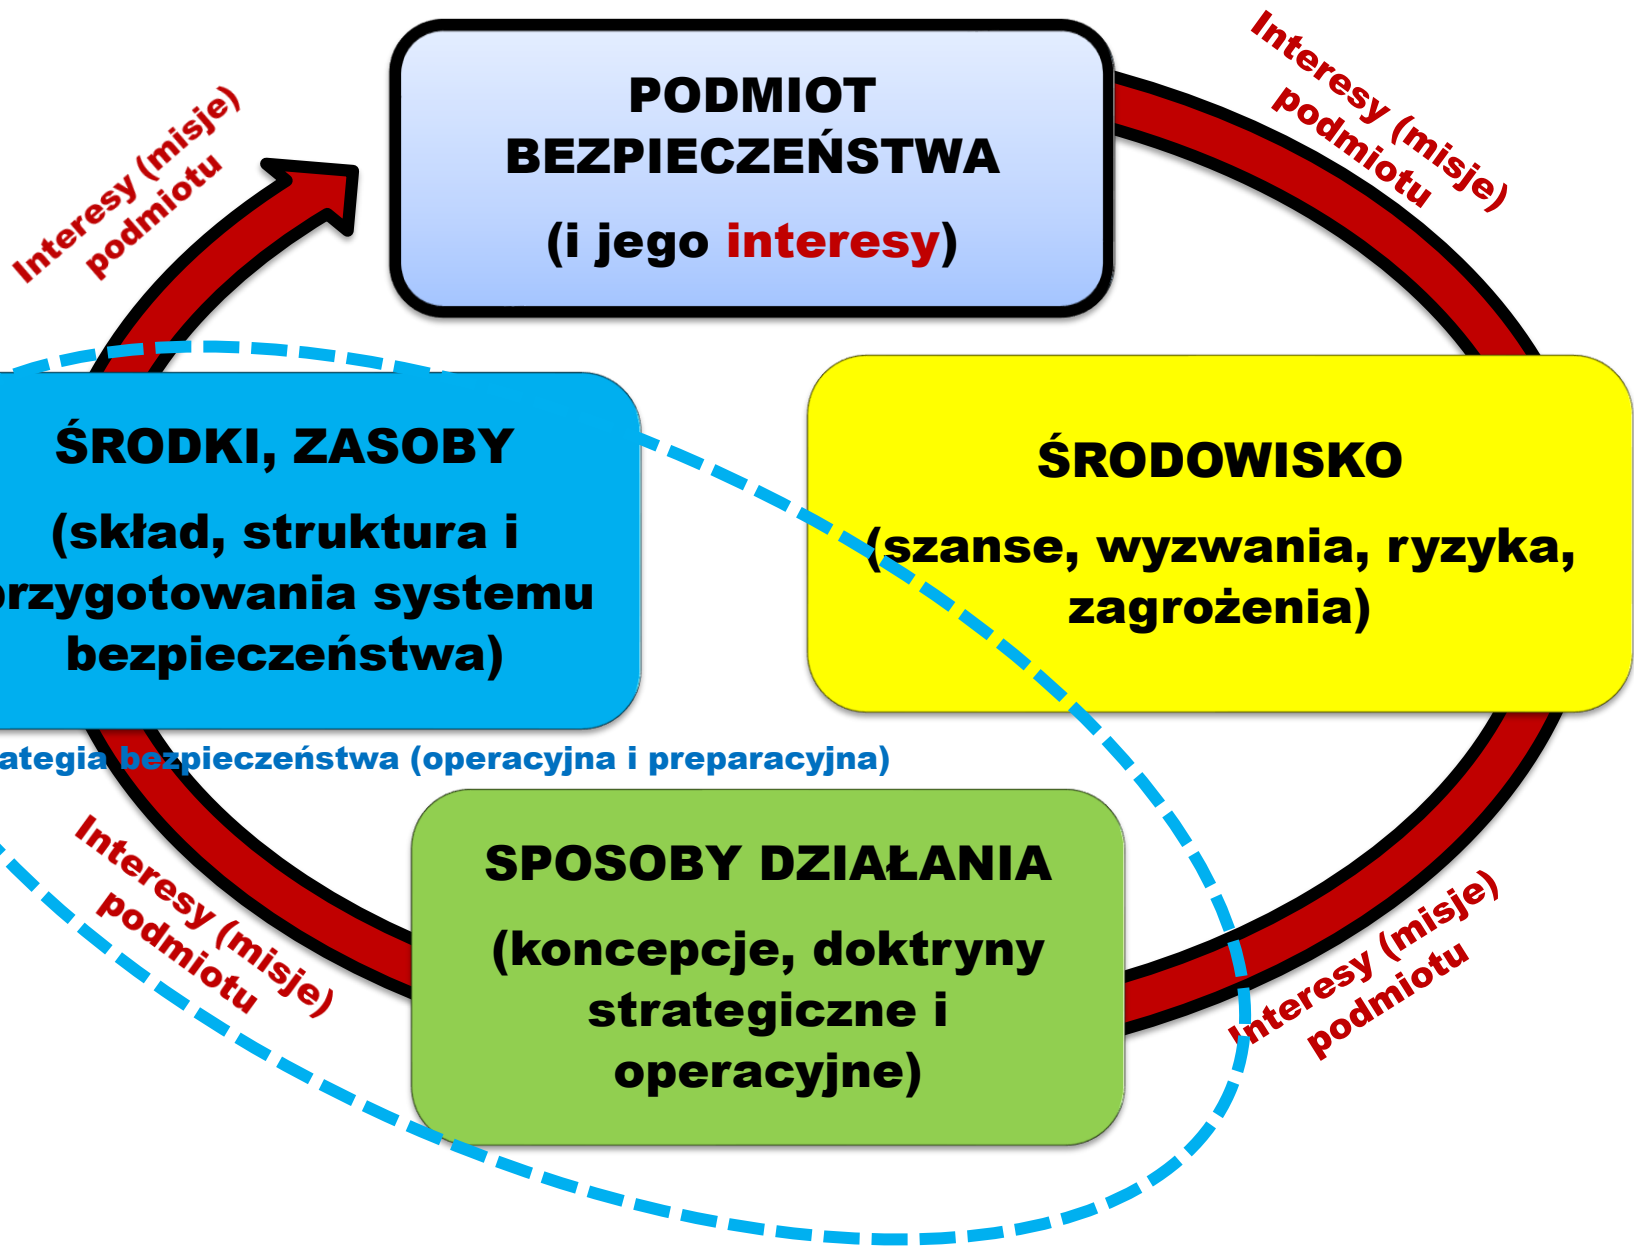 PODMIOT
BEZPIECZEŃSTWA
(i jego interesy)
Interesy (misje)
podmiotu
Interesy (misje)
podmiotu
ŚRODKI, ZASOBY
(skład, struktura i
przygotowania systemu
bezpieczeństwa)
ŚRODOWISKO
(szanse, wyzwania, ryzyka,
zagrożenia)
ategia bezpieczeństwa (operacyjna i preparacyjna)
SPOSOBY DZIAŁANIA
(koncepcje, doktryny
strategiczne i
operacyjne)
Interesy (misje)
podmiotu
Interesy (misje)
podmiotu